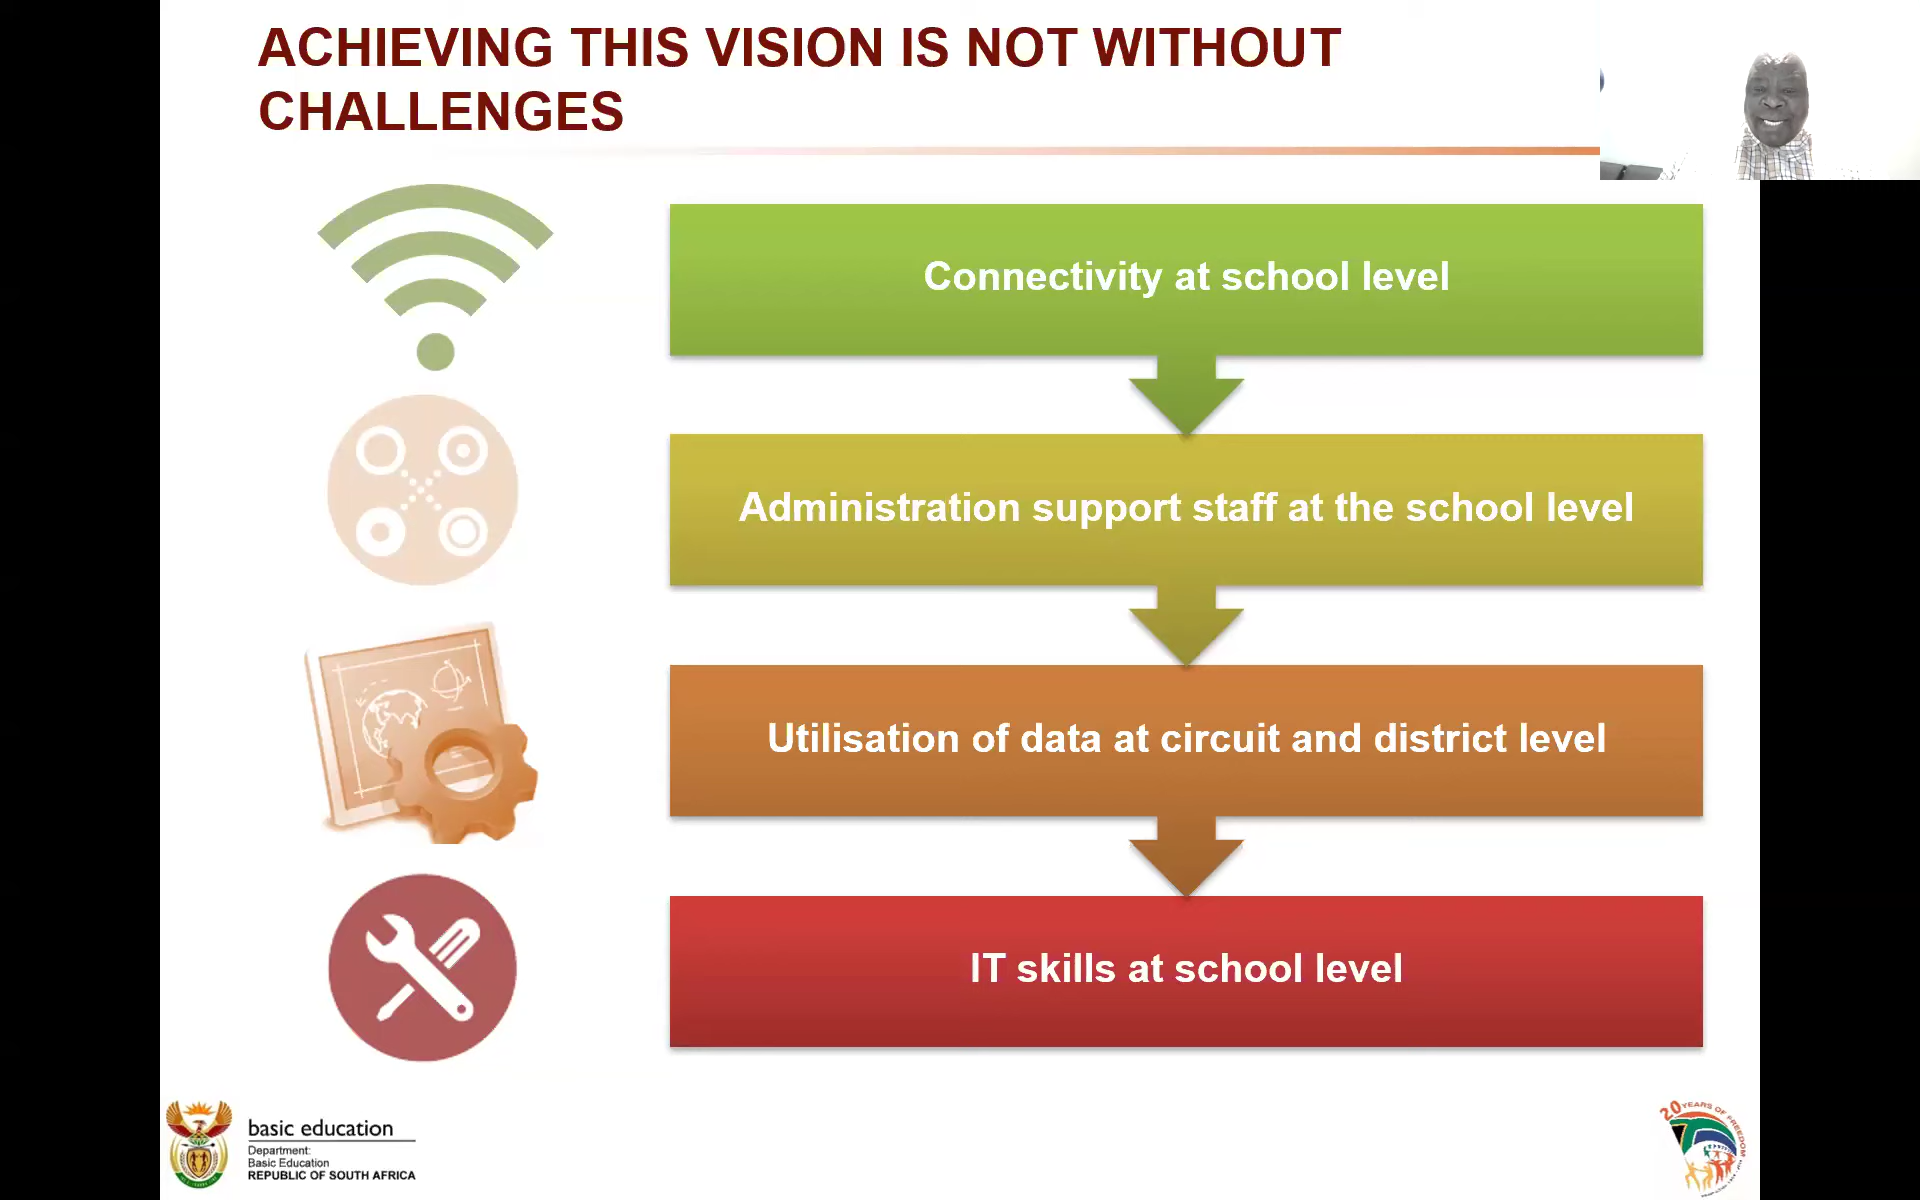 ACHIEVING THIS VISION IS NOT WITHOUT
CHALLENGES
Connectivity at school level
Administration support staff at the school level
Utilisation of data at circuit and district level
IT skills at school level
basic education
Department:
Basic Education
REPUBLIC OF SOUTH AFRICA
20 YEARS OF FREEDOM